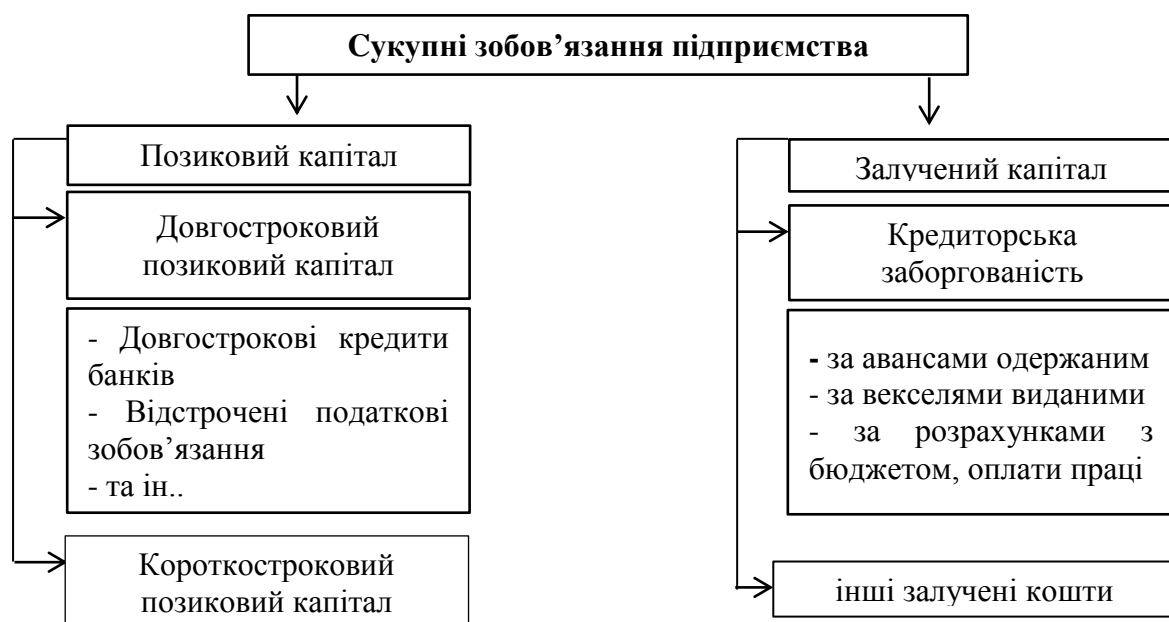 Сукупні зобов’язання підприємства
Позиковий капітал
Довгостроковий
позиковий капітал
- Довгострокові кредити
банків
- Відстрочені податкові
зобов’язання
- та ін..
Короткостроковий
позиковий капітал
Залучений капітал
Кредиторська
заборгованість
- за авансами одержаним
- за векселями виданими
- за розрахунками з
бюджетом, оплати праці
інші залучені кошти